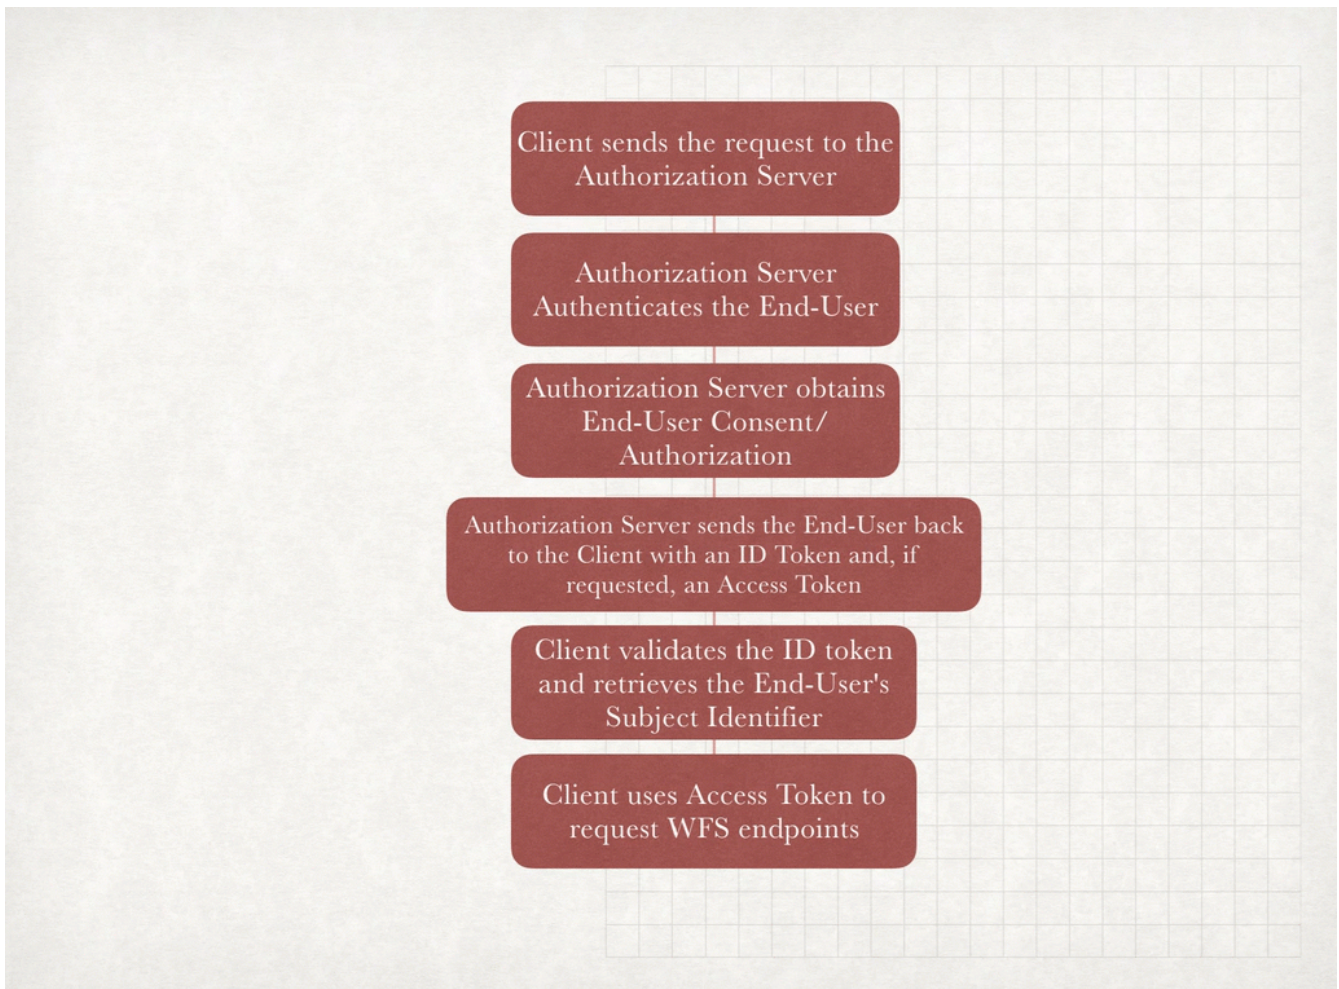 Client sends the request to the
Authorization Server
Authorization Server
Authenticates the End-User
Authorization Server obtains
End-User Consent/
Authorization
Authorization Server sends the End-User back
to the Client with an ID Token and, if
requested, an Access Token
Client validates the ID token
and retrieves the End-User's
Subject Identifier
Client uses Access Token to
request WFS endpoints